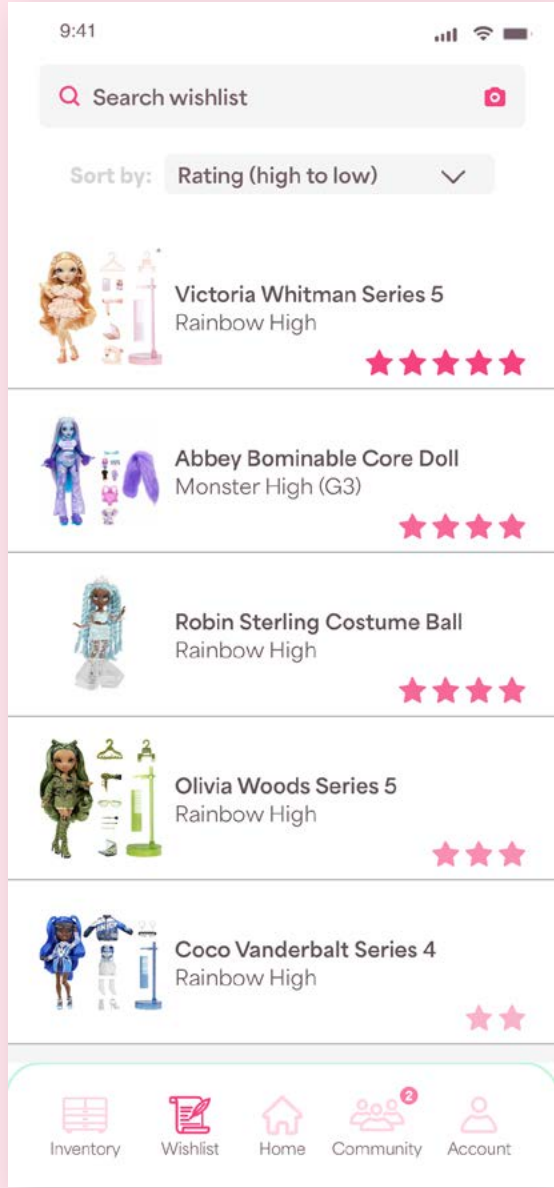 9:41
Search wishlist
Sort by: Rating (high to low)
Victoria Whitman Series 5
Rainbow High
Abbey Bominable Core Doll
Monster High (G3)
Robin Sterling Costume Ball
Rainbow High
Olivia Woods Series 5
Rainbow High
Coco Vanderbalt Series 4
Rainbow High
2
Inventory Wishlist Home Community Account